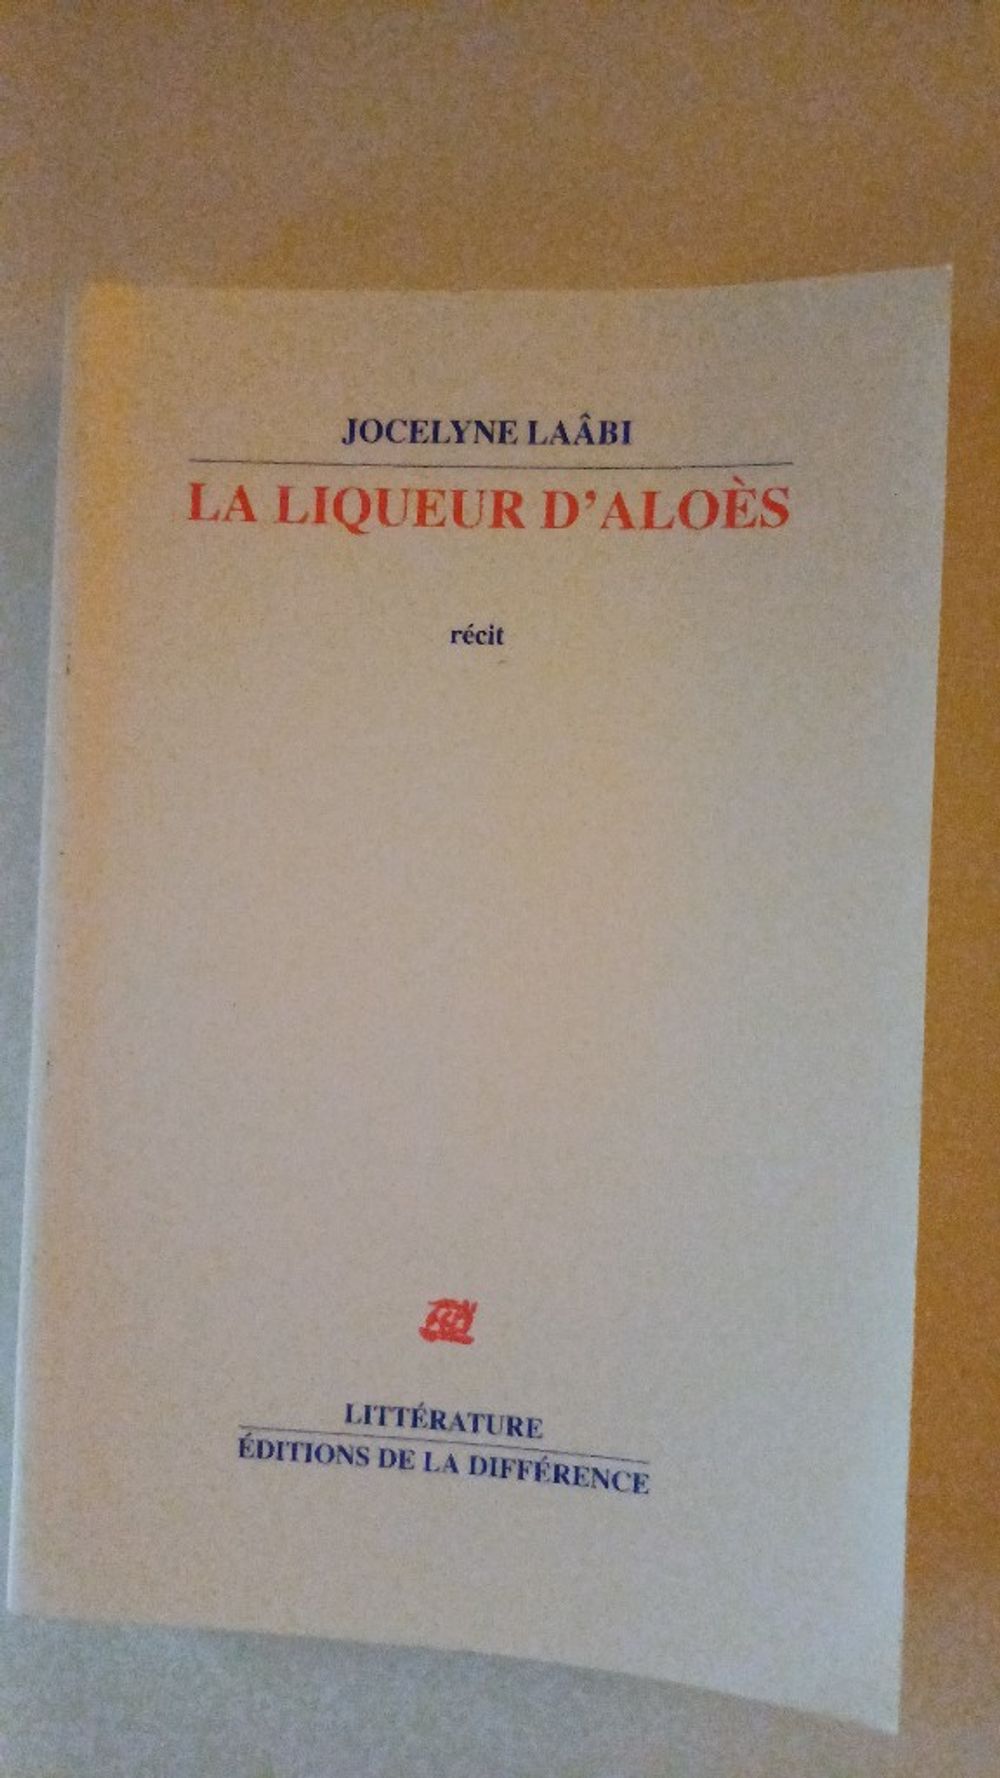 JOCELYNE LAÂBI
LA LIQUEUR D'ALOÈS
récit
LITTÉRATURE
ÉDITIONS DE LA DIFFÉRENCE